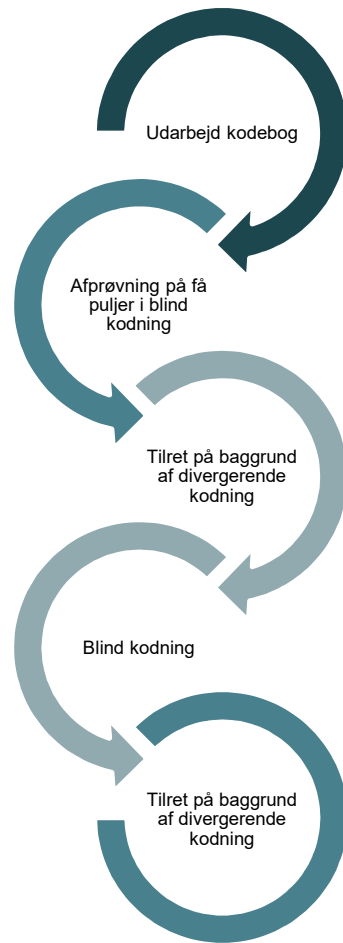 Udarbejd kodebog
Afprøvning på få
puljer i blind
kodning
Tilret på baggrund
af divergerende
kodning
Blind kodning
Tilret på baggrund
af divergerende
kodning